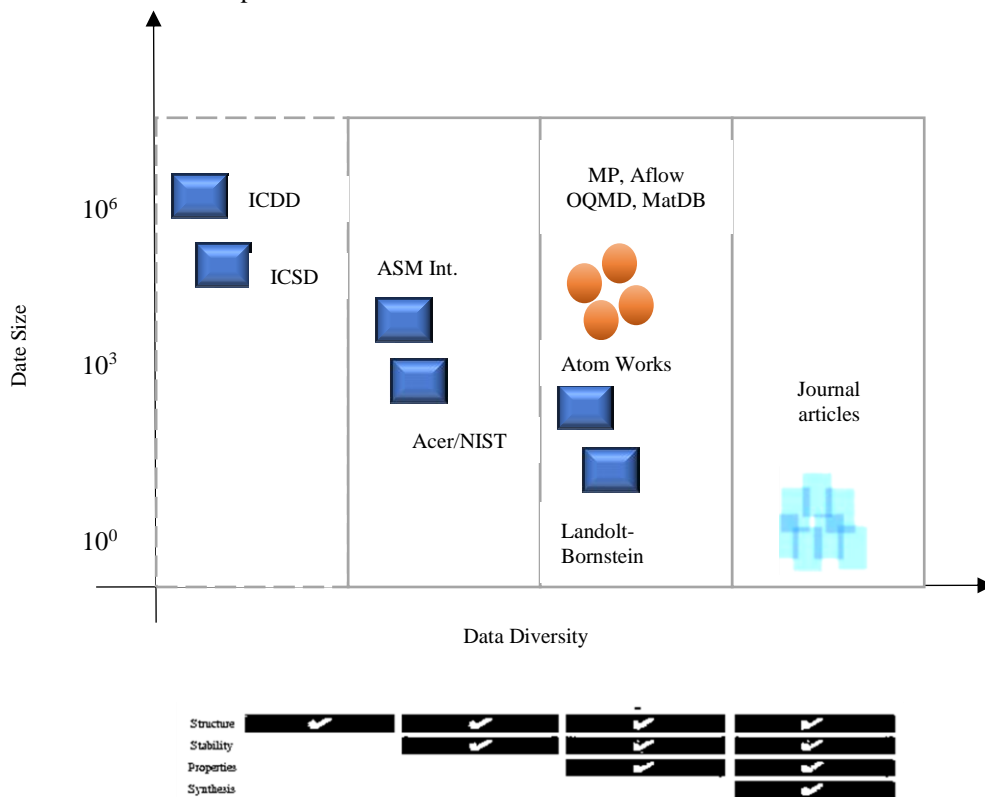 ICDD
ICSD
ASM Int.
Acer/NIST
MP, Aflow
OQMD, MatDB
Atom Works
Landolt-
Bornstein
Journal
articles
10⁶
10³
10⁰
Date Size
Data Diversity
Structure
Stability
Properties
Synthesis